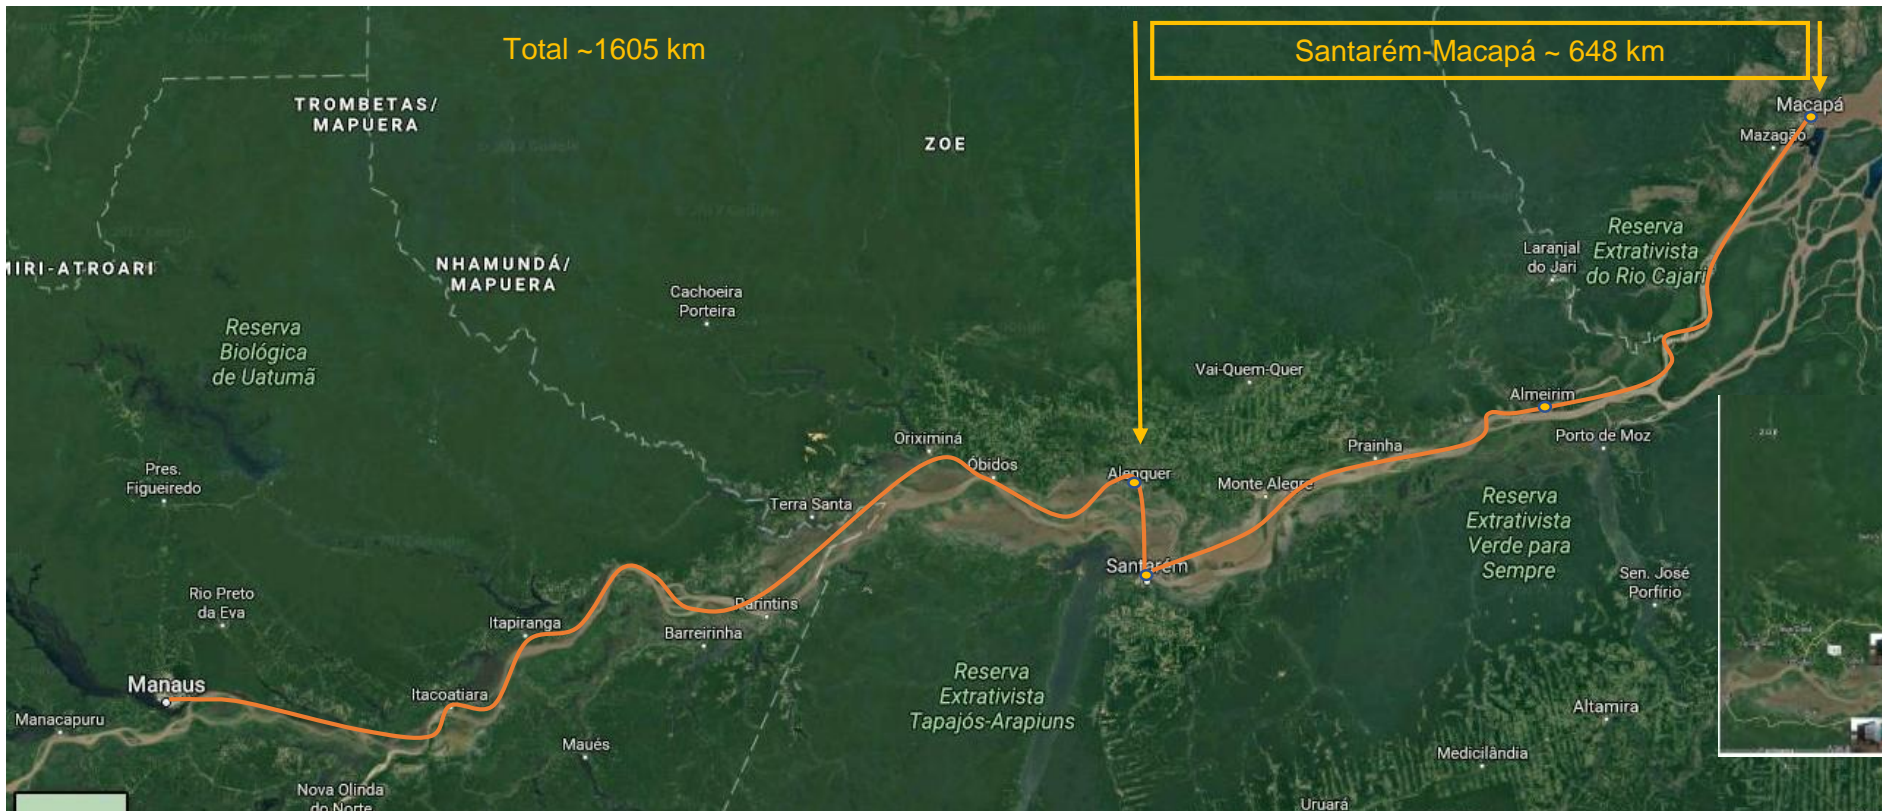 Total ~1605 km
Santarém-Macapá ~ 648 km
TROMBETAS/
MAPUERA
ZOE
Macapá
Mazagão
MIRI-ATROARI
NHAMUNDÁ/
MAPUERA
Cachoeira
Porteira
Laranjal
do Jari
Reserva
Extrativista
do Rio Cajari
Reserva
Biológica
de Uatumã
Vai-Quem-Quer
Almeirim
Oriximiná
Óbidos
Prainha
Porto de Moz
Pres.
Figueiredo
Alenquer
Monte Alegre
Terra Santa
Reserva
Extrativista
Verde para
Sempre
Santarém
Sen. José
Porfírio
Rio Preto
da Eva
Itapiranga
Parintins
Barreirinha
Manaus
Itacoatiara
Reserva
Extrativista
Tapajós-Arapiuns
Manacapuru
Maués
Altamira
Medicilândia
Nova Olinda
do Norte
Uruará
ZOE